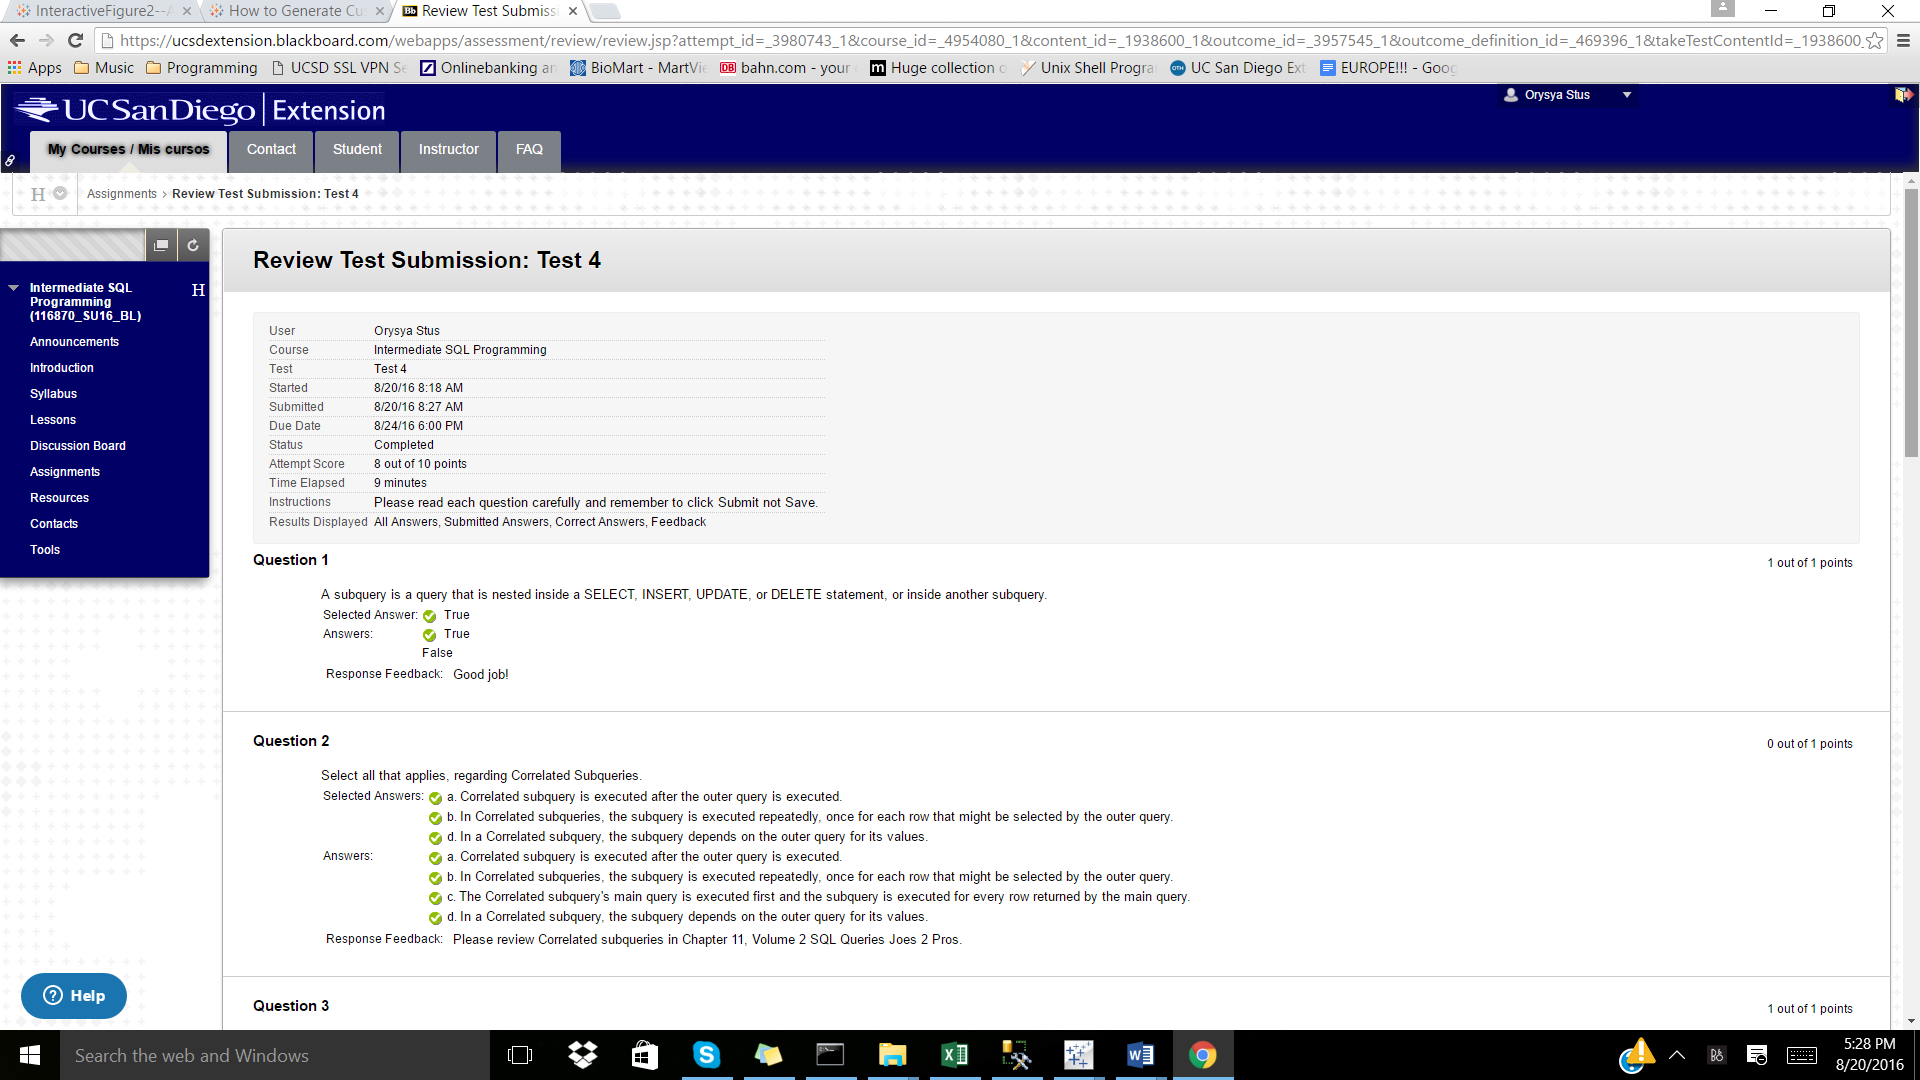 InteractiveFigure2--A
How to Generate Cu
Review Test Submiss
https://ucsdextension.blackboard.com/webapps/assessment/review/review.jsp?attempt_id=_3980743_1&course_id=_4954080_1&content_id=_1938600_1&outcome_id=_3957545_1&outcome_definition_id=_469396_1&takeTestContentId=_1938600_
Apps Music Programming UCSD SSL VPN Se Onlinebanking an BioMart - MartVi bahn.com - your Huge collection o Unix Shell Progra UC San Diego Ext EUROPE!!! - Goog
UC San Diego | Extension
Orysya Stus
My Courses / Mis cursos Contact Student Instructor FAQ
H Assignments > Review Test Submission: Test 4
Intermediate SQL Programming (116870_SU16_BL) H
Announcements
Introduction
Syllabus
Lessons
Discussion Board
Assignments
Resources
Contacts
Tools
Review Test Submission: Test 4
User Orysya Stus
Course Intermediate SQL Programming
Test Test 4
Started 8/20/16 8:18 AM
Submitted 8/20/16 8:27 AM
Due Date 8/24/16 6:00 PM
Status Completed
Attempt Score 8 out of 10 points
Time Elapsed 9 minutes
Instructions Please read each question carefully and remember to click Submit not Save.
Results Displayed All Answers, Submitted Answers, Correct Answers, Feedback
Question 1 1 out of 1 points
A subquery is a query that is nested inside a SELECT, INSERT, UPDATE, or DELETE statement, or inside another subquery.
Selected Answer: True
Answers: True
False
Response Feedback: Good job!
Question 2 0 out of 1 points
Select all that applies, regarding Correlated Subqueries.
Selected Answers: a. Correlated subquery is executed after the outer query is executed.
b. In Correlated subqueries, the subquery is executed repeatedly, once for each row that might be selected by the outer query.
d. In a Correlated subquery, the subquery depends on the outer query for its values.
Answers: a. Correlated subquery is executed after the outer query is executed.
b. In Correlated subqueries, the subquery is executed repeatedly, once for each row that might be selected by the outer query.
c. The Correlated subquery's main query is executed first and the subquery is executed for every row returned by the main query.
d. In a Correlated subquery, the subquery depends on the outer query for its values.
Response Feedback: Please review Correlated subqueries in Chapter 11, Volume 2 SQL Queries Joes 2 Pros.
Question 3 1 out of 1 points
Help
Search the web and Windows
5:28 PM
8/20/2016